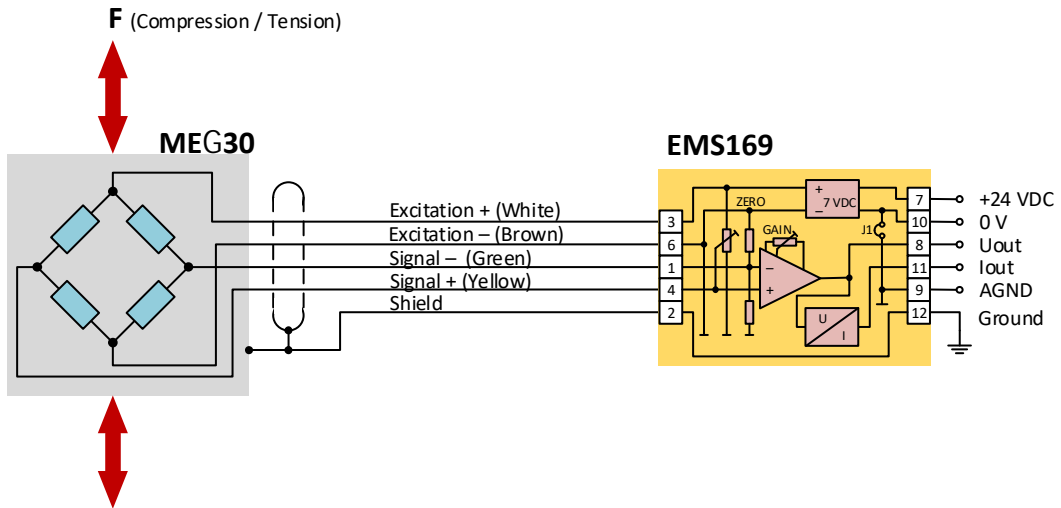 F (Compression / Tension)
MEG30
EMS169
Excitation + (White)
Excitation – (Brown)
Signal – (Green)
Signal + (Yellow)
Shield
3
6
1
4
2
ZERO
GAIN
+
–
7 VDC
J1
–
+
U
I
7
10
8
11
9
12
+24 VDC
0 V
Uout
Iout
AGND
Ground